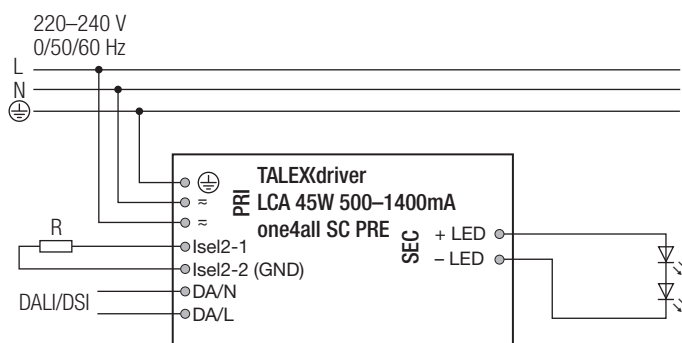 220–240 V
0/50/60 Hz
L
N
TALEXXdriver
LCA 45W 500–1400mA
one4all SC PRE
PRI
SEC
≂
≂
R
Isel2-1
Isel2-2 (GND)
DALI/DSI
DA/N
DA/L
+ LED
– LED